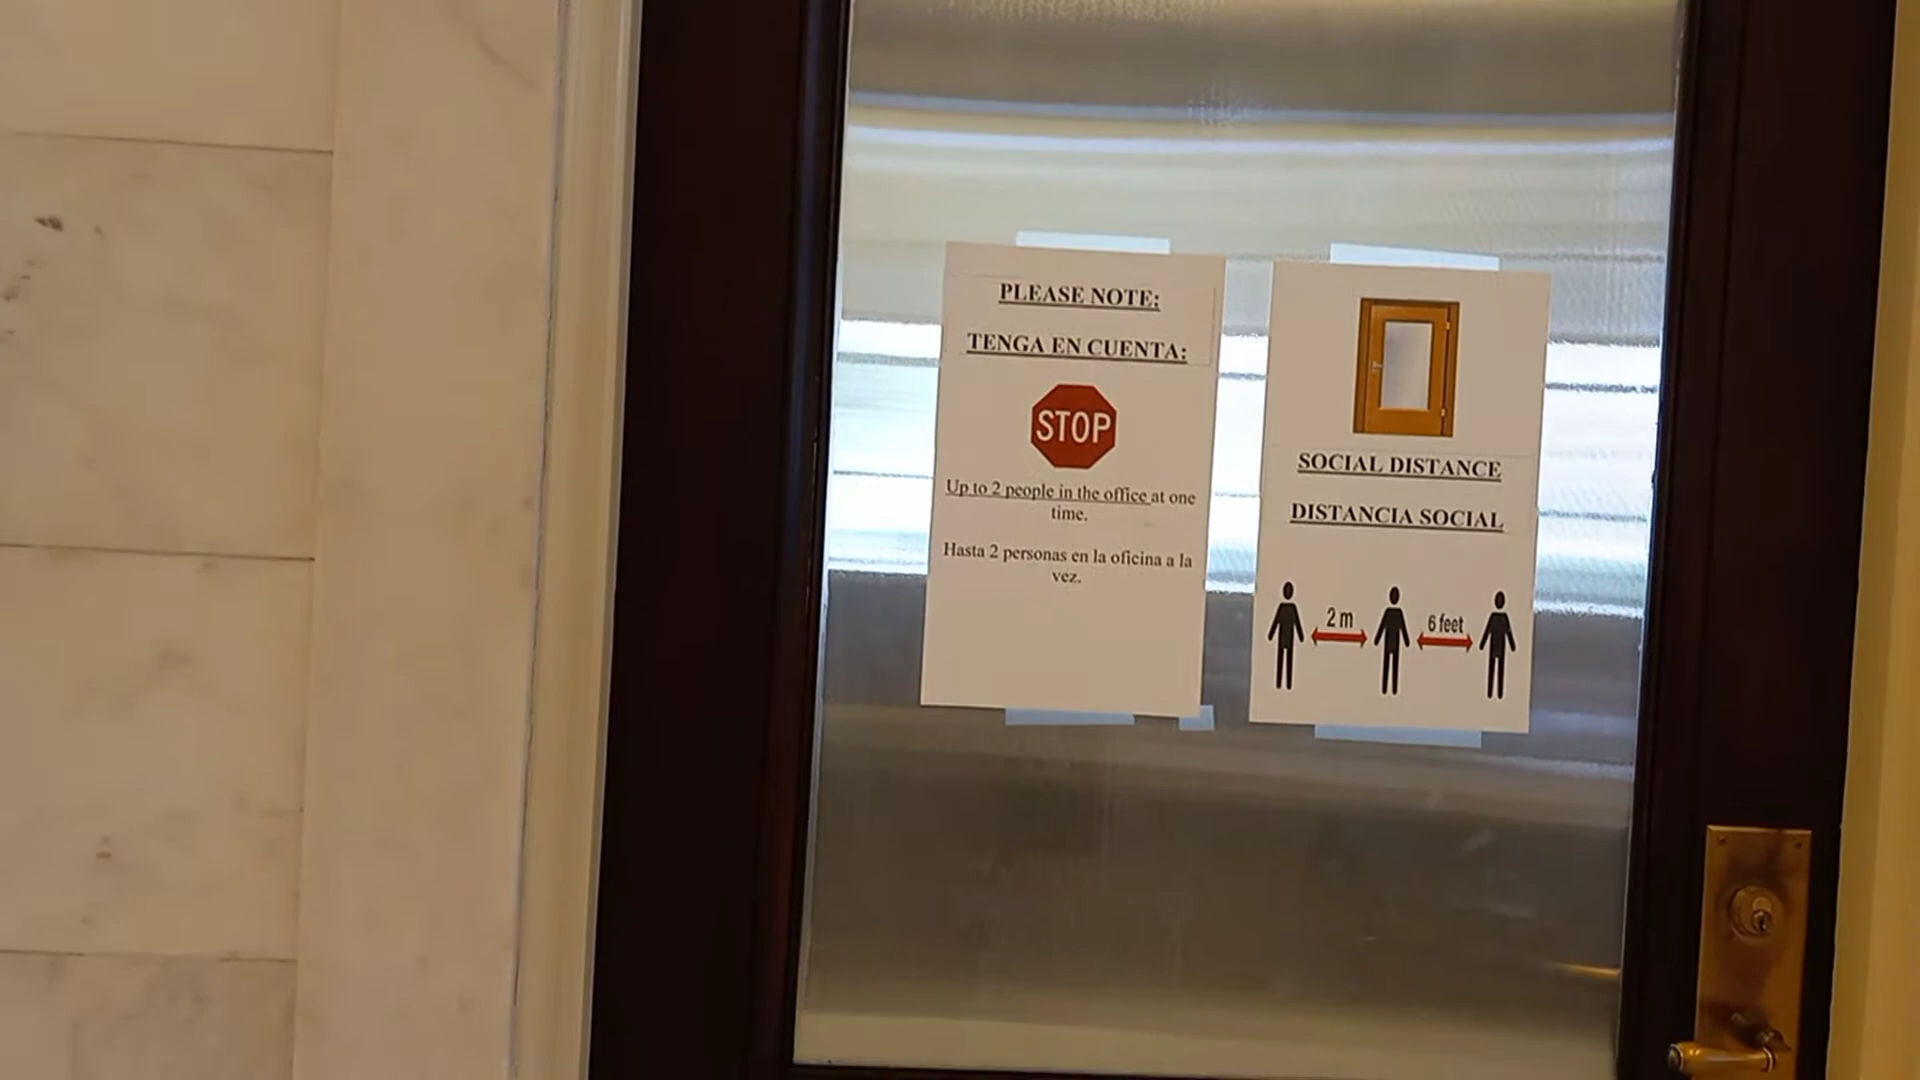 PLEASE NOTE:
TENGA EN CUENTA:
STOP
Up to 2 people in the office at one
time.
Hasta 2 personas en la oficina a la
vez.
SOCIAL DISTANCE
DISTANCIA SOCIAL
2 m
6 feet